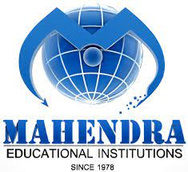 MAHENDRA
EDUCATIONAL INSTITUTIONS
SINCE 1978